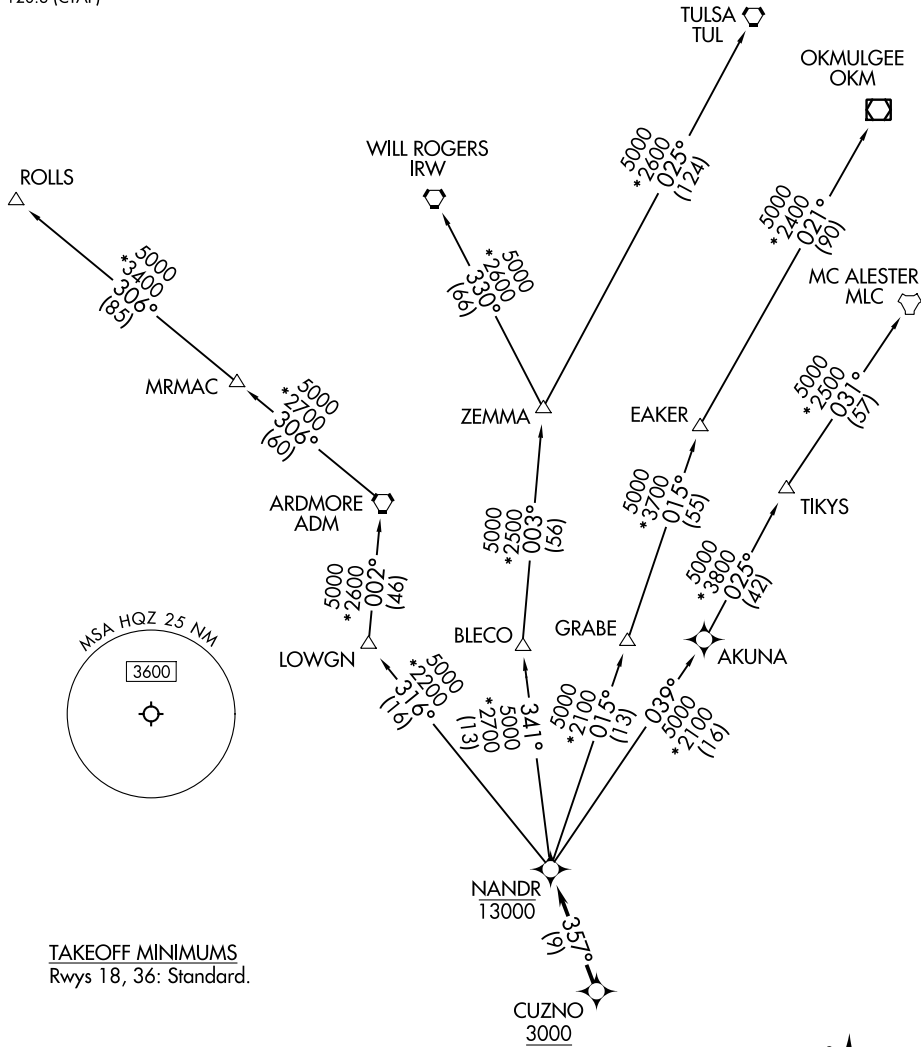 TULSA
TUL
OKMULGEE
OKM
WILL ROGERS
IRW
5000
*2600
025°
(124)
ROLLS
5000
*2400
021°
(90)
5000
*3400
306°
(85)
5000
*2600
330°
(66)
MC ALESTER
MLC
MRMAC
5000
*2700
306°
(60)
ZEMMA
EAKER
5000
*2500
031°
(57)
ARDMORE
ADM
5000
*2500
003°
(56)
5000
*3700
015°
(55)
TIKYS
5000
*2600
002°
(46)
5000
*3800
025°
(42)
MSA HQZ 25 NM
3600
LOWGN
BLECO
GRABE
AKUNA
5000
*2200
316°
(16)
341°
5000
*2700
(13)
5000
*2100
015°
(13)
039°
5000
*2100
(16)
NANDR
13000
357°
(9)
TAKEOFF MINIMUMS
Rwys 18, 36: Standard.
CUZNO
3000